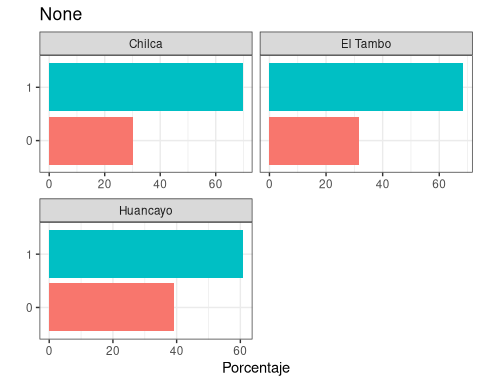 None
Chilca
El Tambo
1
0
0 20 40 60
0 20 40 60
Huancayo
1
0
0 20 40 60
Porcentaje